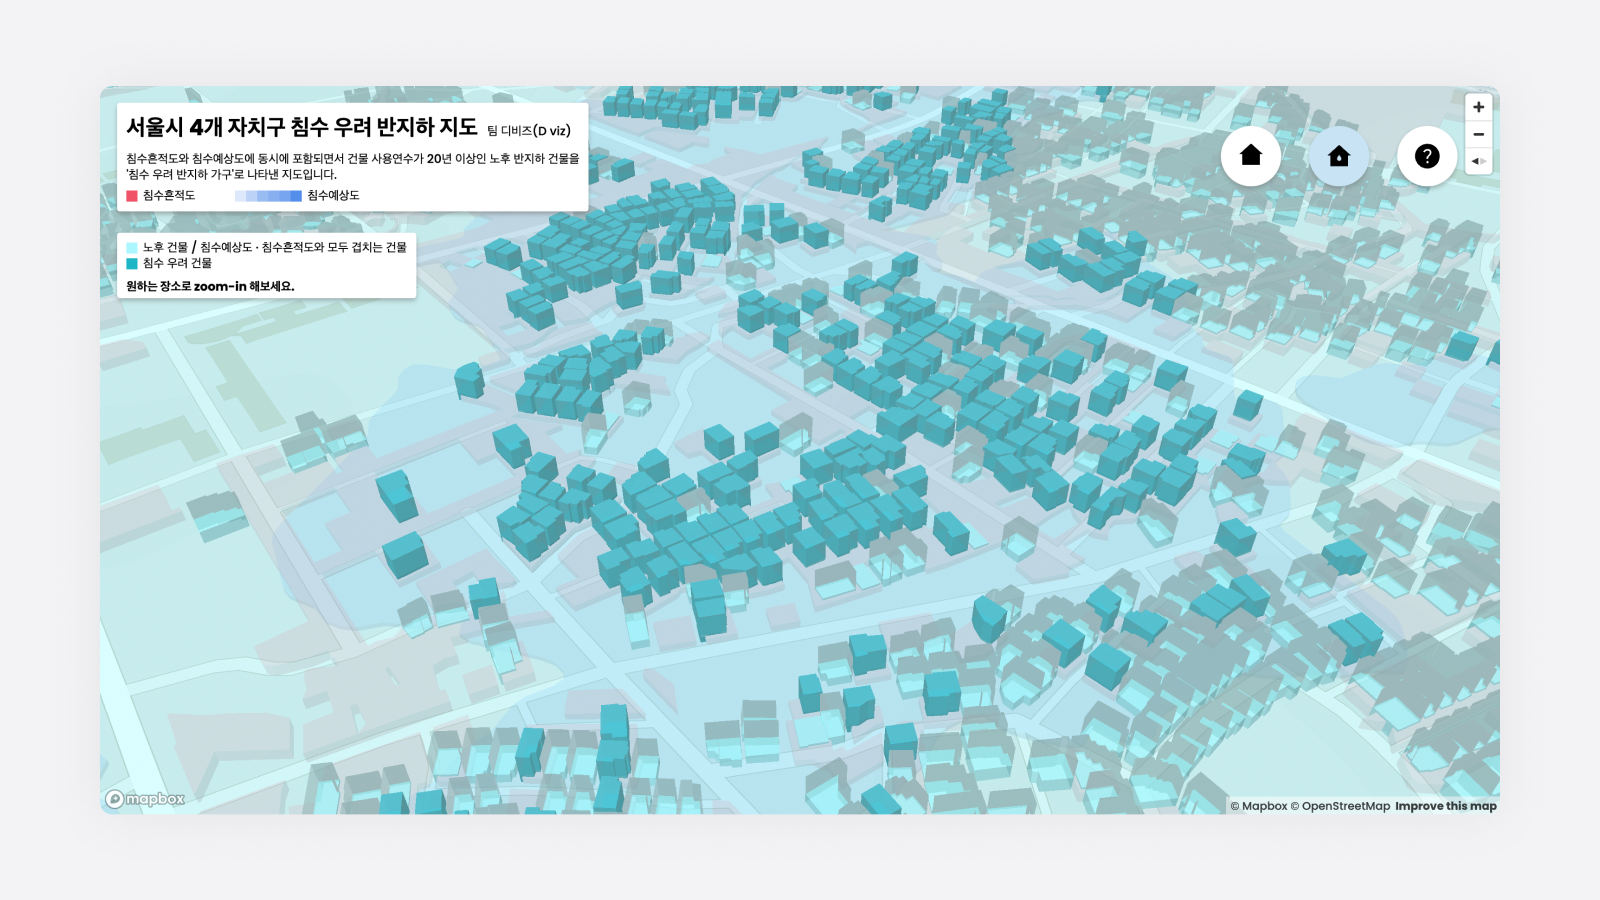 서울시 4개 자치구 침수 우려 반지하 지도 팀 디비즈(D viz)
침수흔적도와 침수예상도에 동시에 포함되면서 건물 사용연수가 20년 이상인 노후 반지하 건물을
'침수 우려 반지하 가구'로 나타낸 지도입니다.
침수흔적도 침수예상도
노후 건물 / 침수예상도 · 침수흔적도와 모두 겹치는 건물
침수 우려 건물
원하는 장소로 zoom-in 해보세요.
?
mapbox
© Mapbox © OpenStreetMap Improve this map